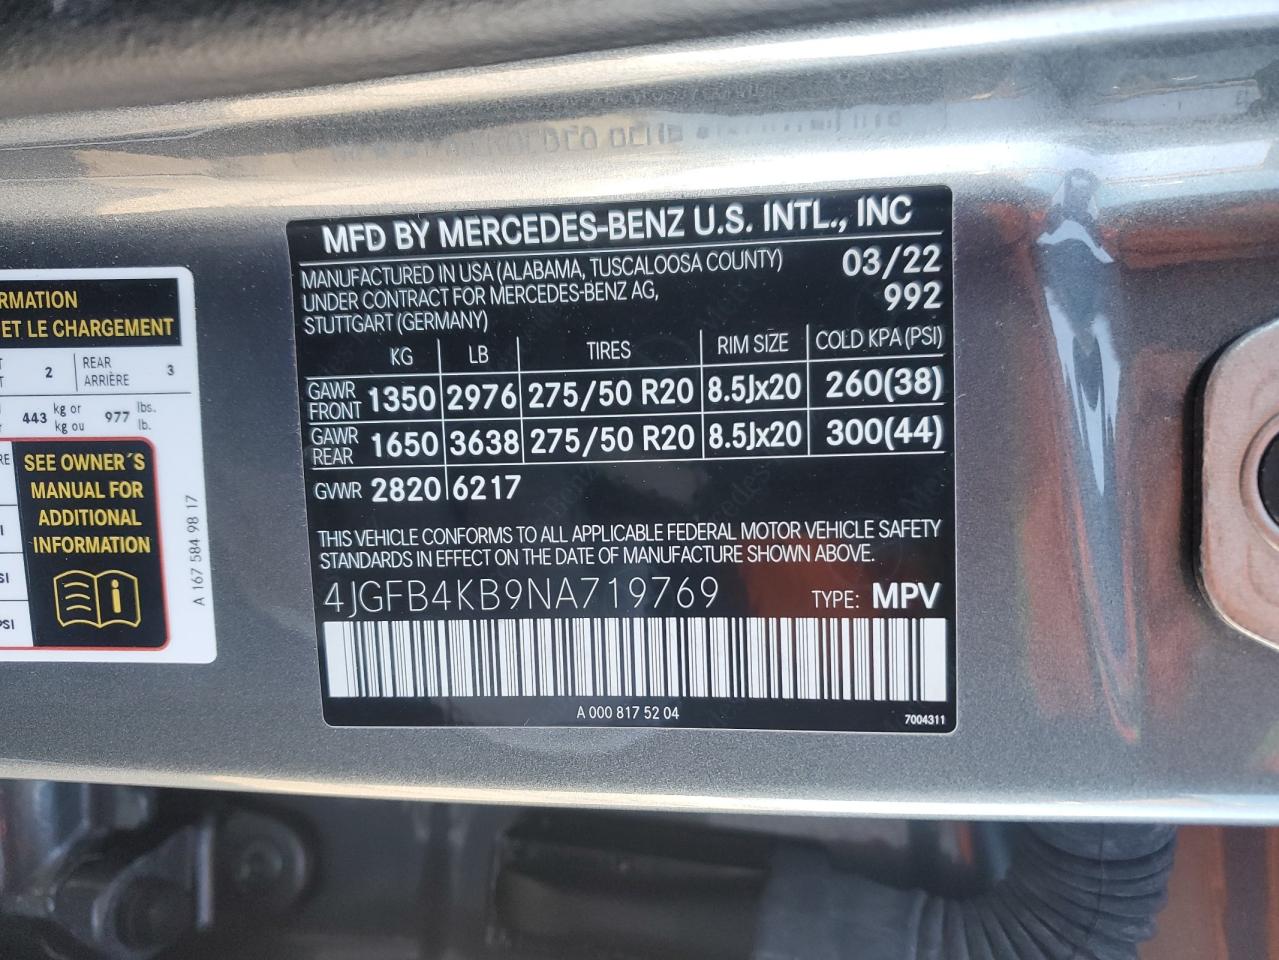 MFD BY MERCEDES-BENZ U.S. INTL., INC
MANUFACTURED IN USA (ALABAMA, TUSCALOOSA COUNTY) 03/22
UNDER CONTRACT FOR MERCEDES-BENZ AG, 992
STUTTGART (GERMANY)
KG LB TIRES RIM SIZE COLD KPA (PSI)
GAWR FRONT 1350 2976 275/50 R20 8.5Jx20 260(38)
GAWR REAR 1650 3638 275/50 R20 8.5Jx20 300(44)
GVWR 2820 6217
THIS VEHICLE CONFORMS TO ALL APPLICABLE FEDERAL MOTOR VEHICLE SAFETY
STANDARDS IN EFFECT ON THE DATE OF MANUFACTURE SHOWN ABOVE.
4JGFB4KB9NA719769 TYPE: MPV
A 000 817 52 04 7004311
RMATION
ET LE CHARGEMENT
2 REAR 3
ARRIÈRE
443 kg or 977 lbs.
kg ou lb.
SEE OWNER´S
MANUAL FOR
ADDITIONAL
INFORMATION
A 167 584 98 17